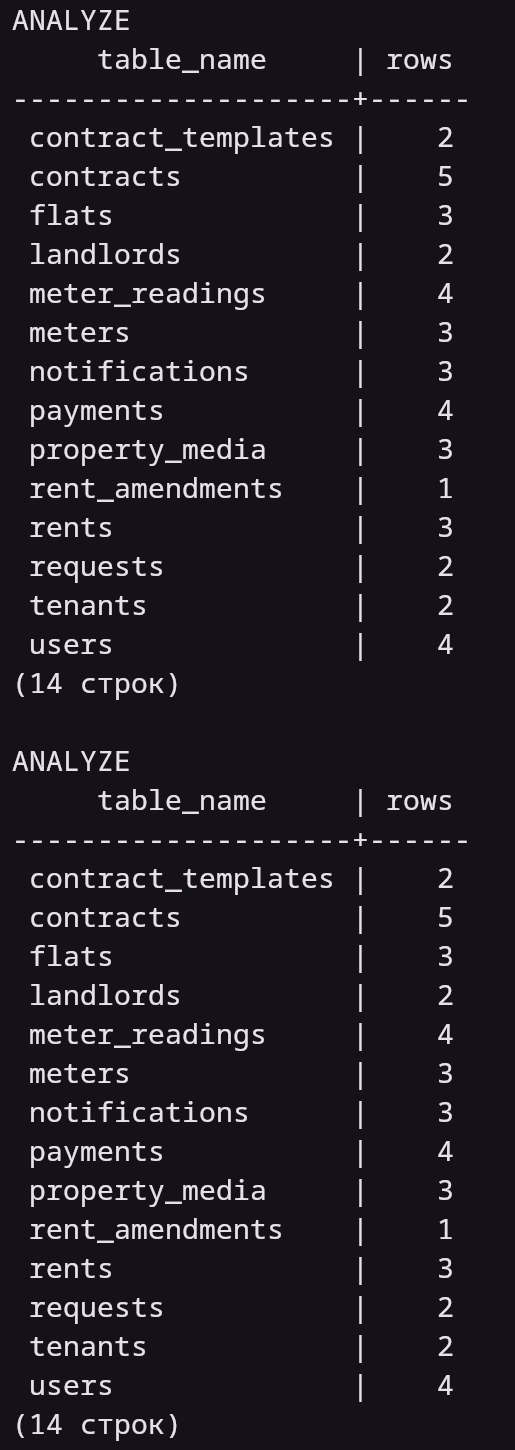 ANALYZE
     table_name     | rows
--------------------+------
 contract_templates |    2
 contracts          |    5
 flats              |    3
 landlords          |    2
 meter_readings     |    4
 meters             |    3
 notifications      |    3
 payments           |    4
 property_media     |    3
 rent_amendments    |    1
 rents              |    3
 requests           |    2
 tenants            |    2
 users              |    4
(14 строк)

ANALYZE
     table_name     | rows
--------------------+------
 contract_templates |    2
 contracts          |    5
 flats              |    3
 landlords          |    2
 meter_readings     |    4
 meters             |    3
 notifications      |    3
 payments           |    4
 property_media     |    3
 rent_amendments    |    1
 rents              |    3
 requests           |    2
 tenants            |    2
 users              |    4
(14 строк)